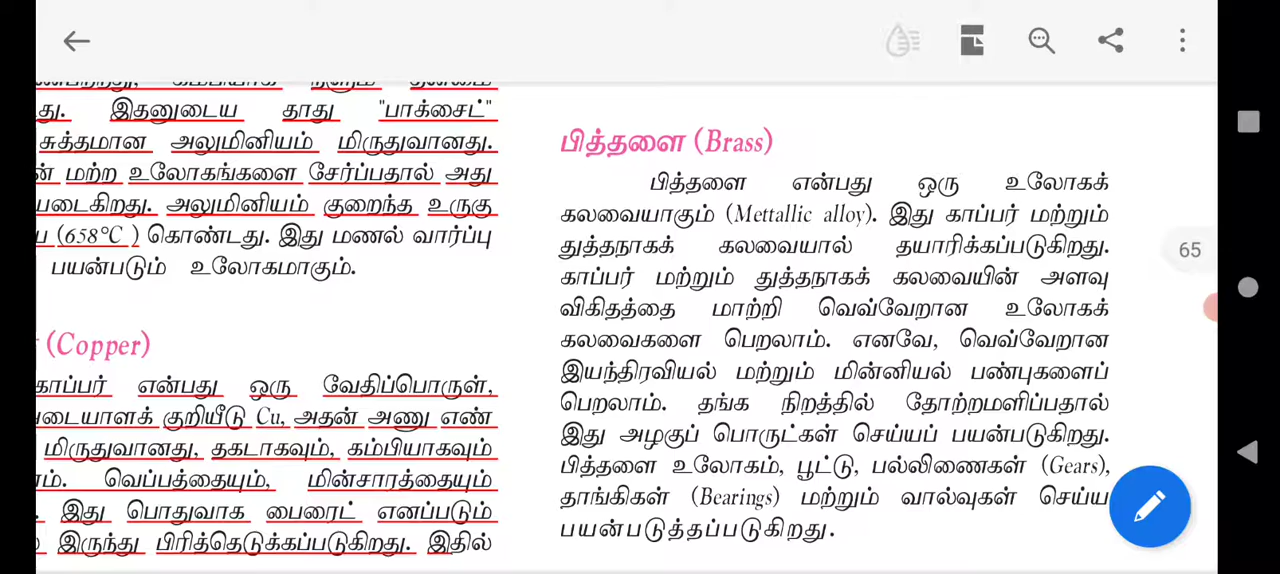 து. இதனுடைய தாது "பாக்சைட்"
சுத்தமான அலுமினியம் மிருதுவானது.
ன் மற்ற உலோகங்களை சேர்ப்பதால் அது
படைகிறது. அலுமினியம் குறைந்த உருகு
(658°C ) கொண்டது. இது மணல் வார்ப்பு
பயன்படும் உலோகமாகும்.
(Copper)
காப்பர் என்பது ஒரு வேதிப்பொருள்,
அடையாளக் குறியீடு Cu, அதன் அணு எண்
மிருதுவானது, தகடாகவும், கம்பியாகவும்
வெப்பத்தையும், மின்சாரத்தையும்
இது பொதுவாக பைரைட் எனப்படும்
இருந்து பிரித்தெடுக்கப்படுகிறது. இதில்
பித்தளை (Brass)
பித்தளை என்பது ஒரு உலோகக்
கலவையாகும் (Mettallic alloy). இது காப்பர் மற்றும்
துத்தநாகக் கலவையால் தயாரிக்கப்படுகிறது.
காப்பர் மற்றும் துத்தநாகக் கலவையின் அளவு
விகிதத்தை மாற்றி வெவ்வேறான உலோகக்
கலவைகளை பெறலாம். எனவே, வெவ்வேறான
இயந்திரவியல் மற்றும் மின்னியல் பண்புகளைப்
பெறலாம். தங்க நிறத்தில் தோற்றமளிப்பதால்
இது அழகுப் பொருட்கள் செய்யப் பயன்படுகிறது.
பித்தளை உலோகம், பூட்டு, பல்லிணைகள் (Gears),
தாங்கிகள் (Bearings) மற்றும் வால்வுகள் செய்ய
பயன்படுத்தப்படுகிறது.
65